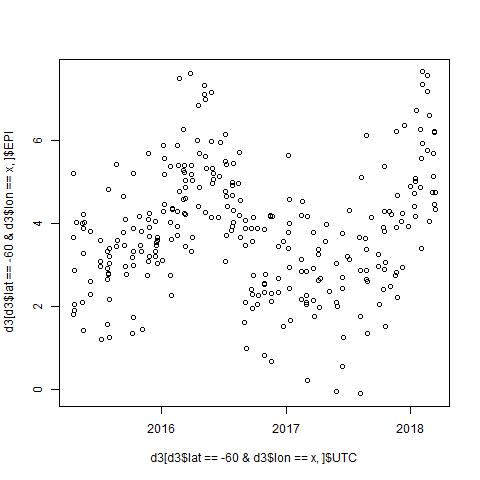 d3[d3$lat == -60 & d3$lon == x, ]$EPI
6
4
2
0
2016 2017 2018
d3[d3$lat == -60 & d3$lon == x, ]$UTC